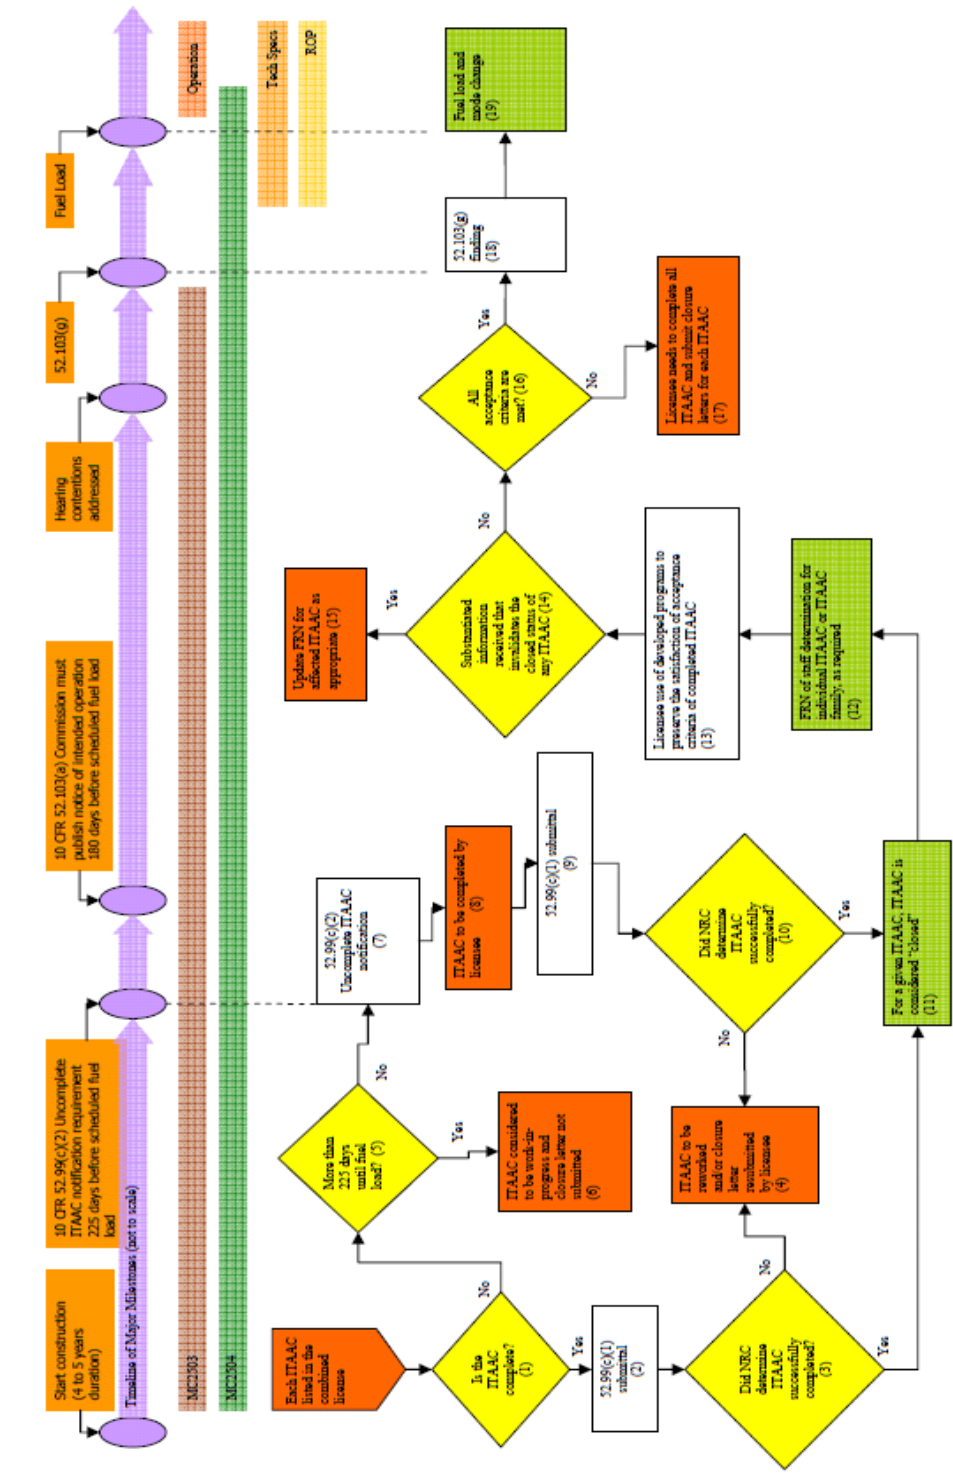 Start construction
(4 to 5 years
duration)
10 CFR 52.99(c)(2) Uncomplete
ITAAC notification requirement
225 days before scheduled fuel
load
10 CFR 52.103(a) Commission must
publish notice of intended operation
180 days before scheduled fuel load
Hearing
contentions
addressed
52.103(g)
Fuel Load
Timeline of Major Milestones (not to scale)
MC2503
Operation
MC2504
Tech Specs
ROP
Each ITAAC
listed in the
combined
license
Is the
ITAAC
complete?
(1)
No
Yes
52.99(c)(1)
submittal
(2)
Did NRC
determine
ITAAC
successfully
completed?
(3)
No
Yes
ITAAC to be
reworked
and/or closure
letter
resubmitted
by licensee
(4)
More than
225 days
until fuel
load? (5)
No
Yes
ITAAC considered
to be work-in-
progress and
closure letter not
submitted
(6)
52.99(c)(2)
Uncomplete ITAAC
notification
(7)
ITAAC to be completed by
licensee (8)
52.99(c)(1) submittal
(9)
Did NRC
determine
ITAAC
successfully
completed?
(10)
No
Yes
For a given ITAAC, ITAAC is
considered "closed"
(11)
FRN of staff determination for
individual ITAAC or ITAAC
family, as required
(12)
Licensee use of developed programs to
preserve the satisfaction of acceptance
criteria of completed ITAAC
(13)
Substantiated
information
received that
invalidates the
closed status of
any ITAAC (14)
Yes
No
Update FRN for
affected ITAAC as
appropriate (15)
All
acceptance
criteria are
met? (16)
Yes
No
Licensee needs to complete all
ITAAC and submit closure
letters for each ITAAC
(17)
52.103(g)
finding
(18)
Fuel load and
mode change
(19)